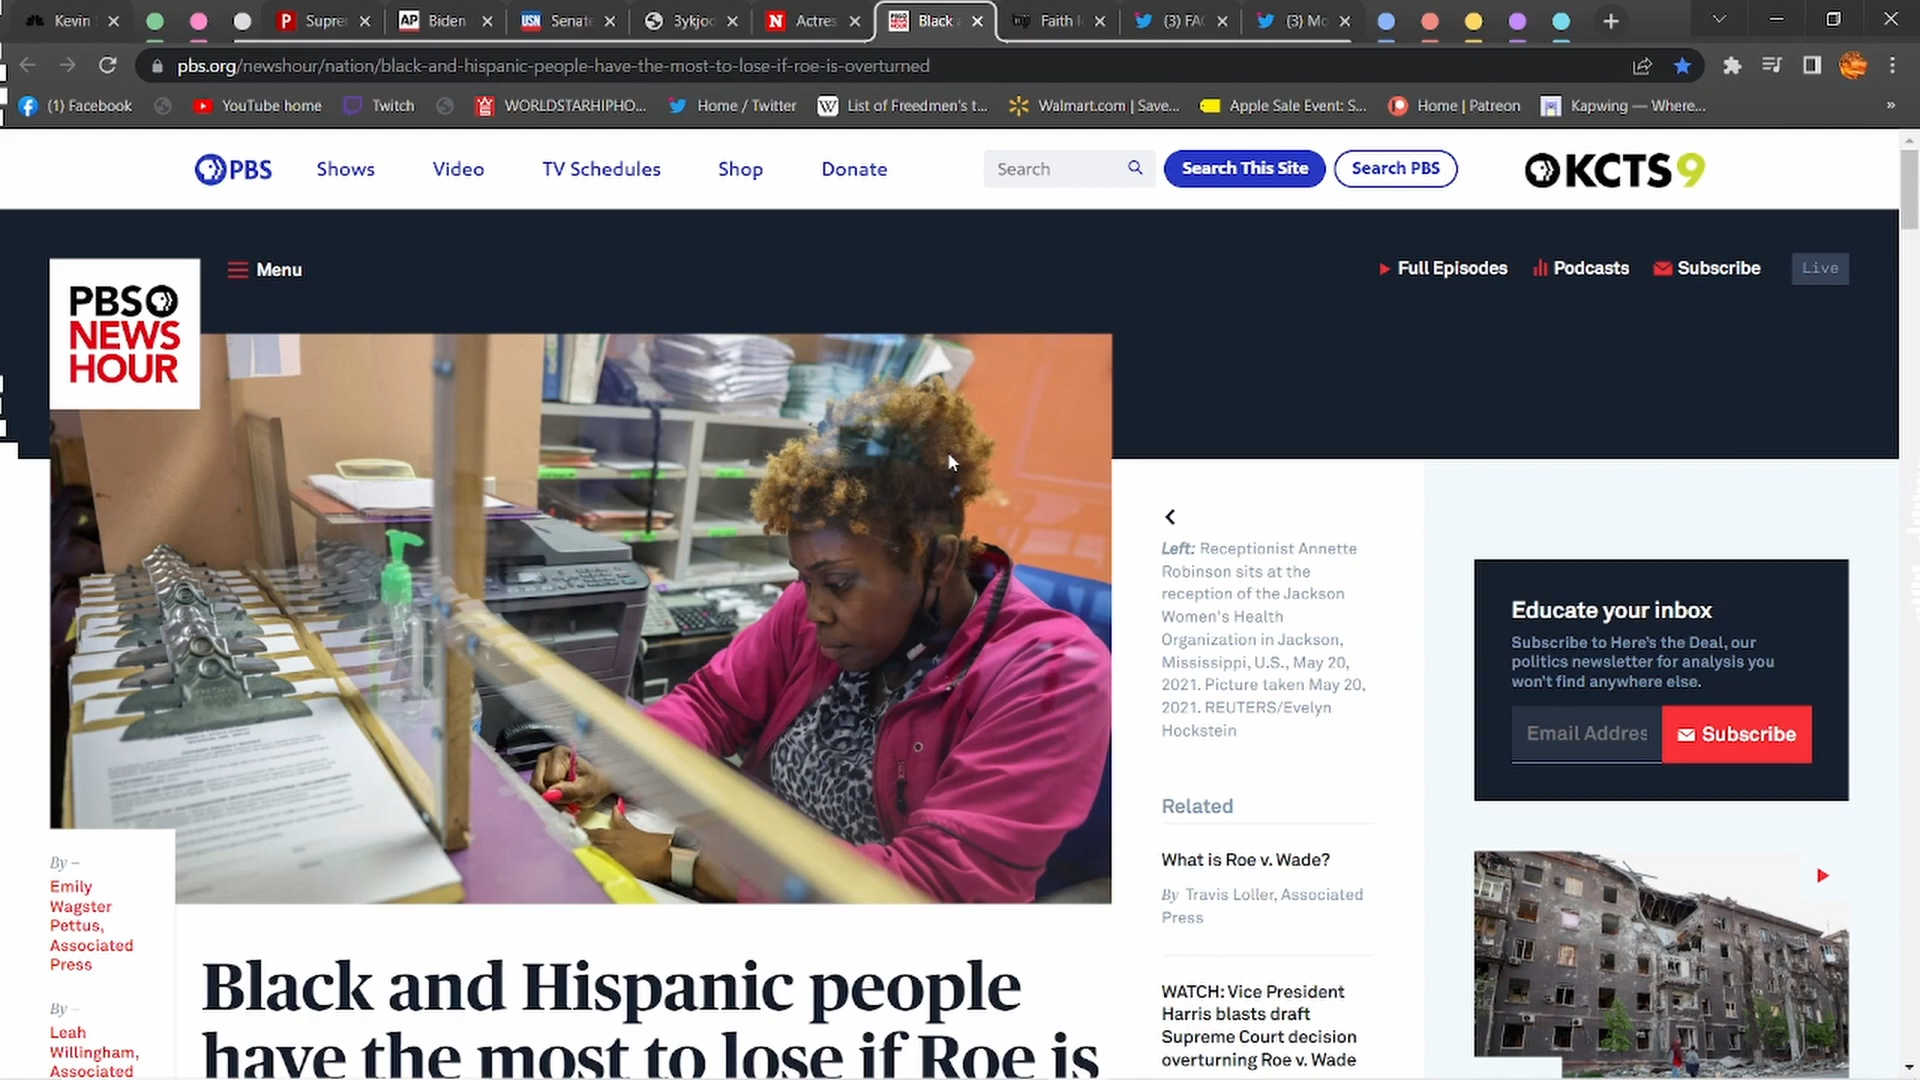 Kevin
Supre
Biden
Senate
3ykjoc
Actres
Black
Faith
(3) FA
(3) Mo
pbs.org/newshour/nation/black-and-hispanic-people-have-the-most-to-lose-if-roe-is-overturned
(1) Facebook
YouTube home
Twitch
WORLDSTARHIPHO...
Home / Twitter
List of Freedmen's t...
Walmart.com | Save...
Apple Sale Event: S...
Home | Patreon
Kapwing — Where...
»
PBS
Shows
Video
TV Schedules
Shop
Donate
Search
Search This Site
Search PBS
KCTS 9
PBS
NEWS
HOUR
Menu
Full Episodes
Podcasts
Subscribe
Live
Left: Receptionist Annette
Robinson sits at the
reception of the Jackson
Women's Health
Organization in Jackson,
Mississippi, U.S., May 20,
2021. Picture taken May 20,
2021. REUTERS/Evelyn
Hockstein
Related
What is Roe v. Wade?
By Travis Loller, Associated
Press
WATCH: Vice President
Harris blasts draft
Supreme Court decision
overturning Roe v. Wade
Educate your inbox
Subscribe to Here's the Deal, our
politics newsletter for analysis you
won't find anywhere else.
Email Addres
Subscribe
By –
Emily
Wagster
Pettus,
Associated
Press
By –
Leah
Willingham,
Associated
Black and Hispanic people
have the most to lose if Roe is